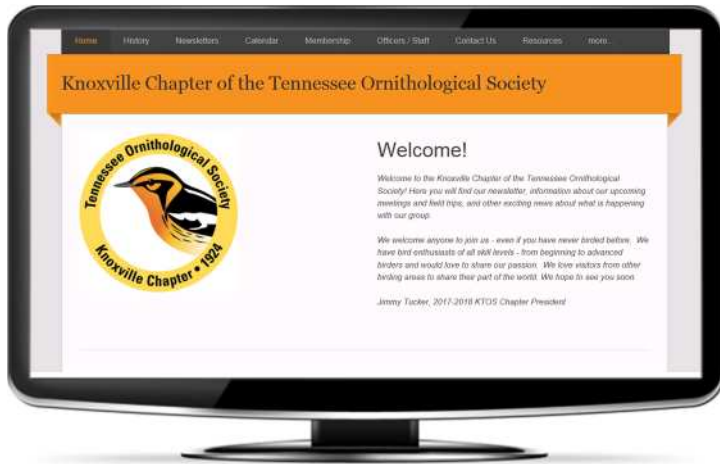 Home History Newsletters Calendar Membership Officers / Staff Contact Us Resources more...
Knoxville Chapter of the Tennessee Ornithological Society
Tennessee Ornithological Society
Knoxville Chapter • 1924
Welcome!
Welcome to the Knoxville Chapter of the Tennessee Ornithological
Society! Here you will find our newsletter, information about our upcoming
meetings and field trips, and other exciting news about what is happening
with our group.
We welcome anyone to join us - even if you have never birded before. We
have bird enthusiasts of all skill levels - from beginning to advanced
birders and would love to share our passion. We love visitors from other
birding areas to share their part of the world. We hope to see you soon.
Jimmy Tucker, 2017-2018 KTOS Chapter President